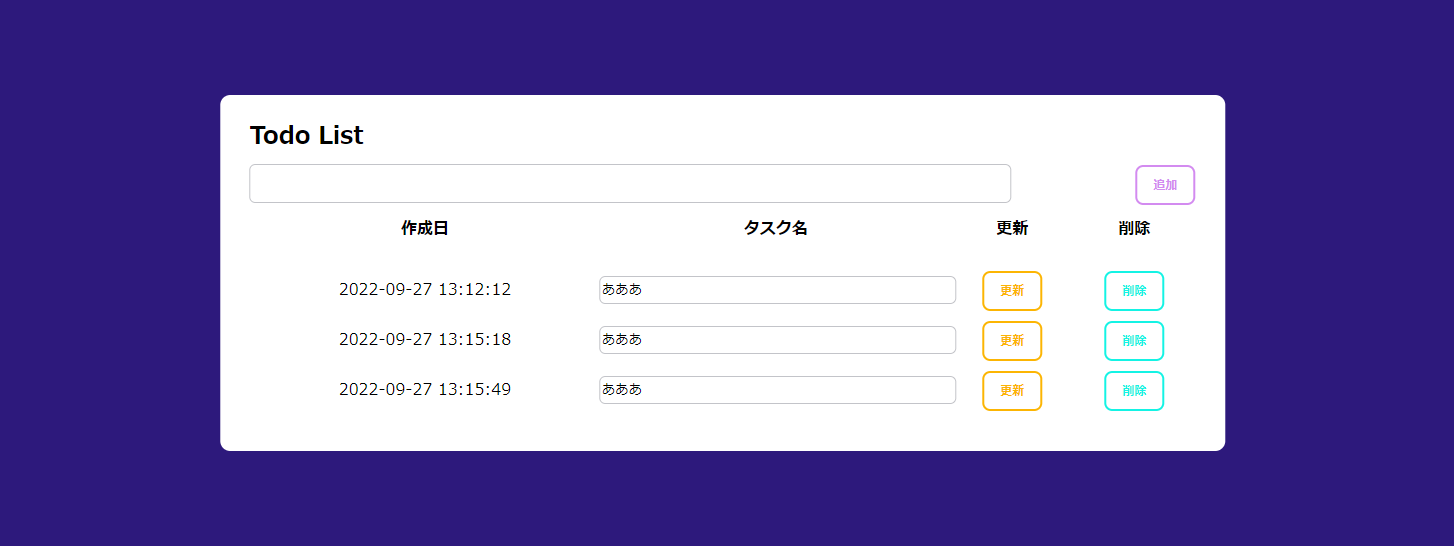 Todo List
追加
作成日 タスク名 更新 削除
2022-09-27 13:12:12 あああ 更新 削除
2022-09-27 13:15:18 あああ 更新 削除
2022-09-27 13:15:49 あああ 更新 削除